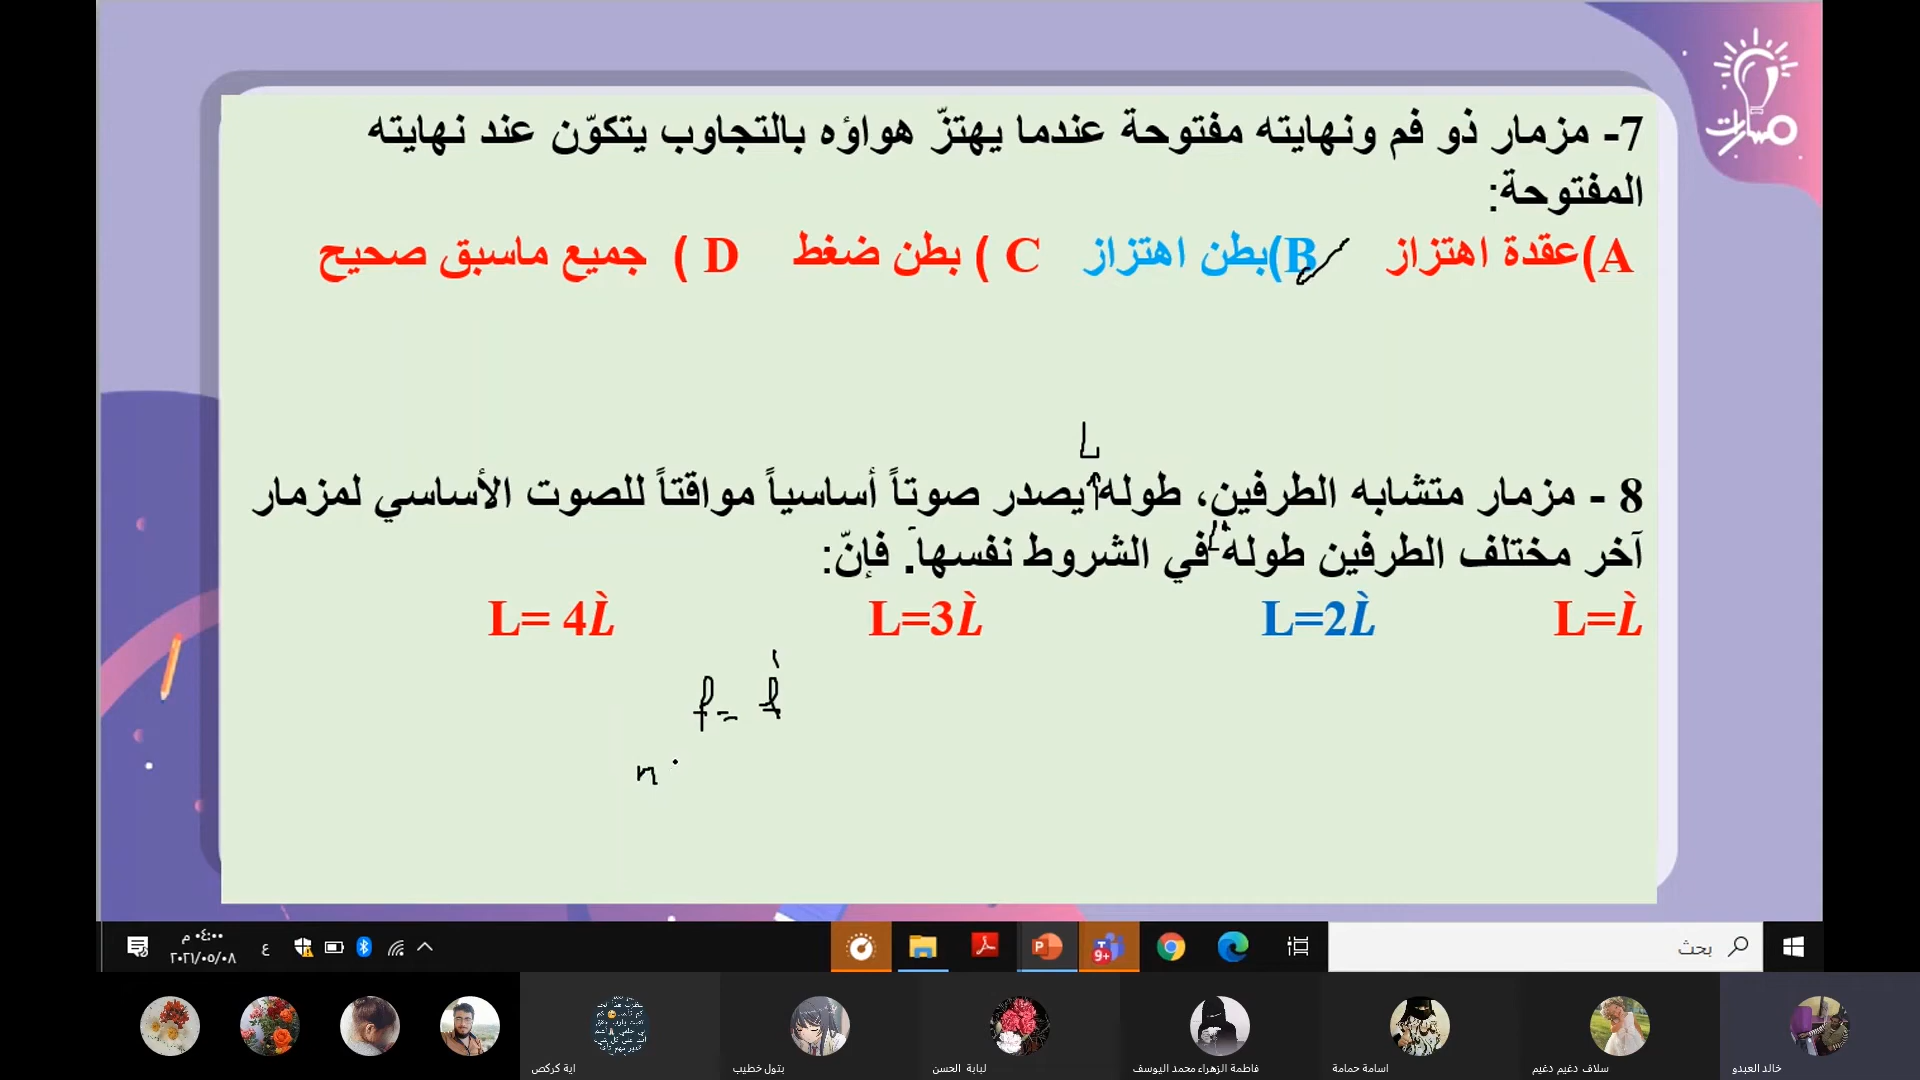 مسارات
7- مزمار ذو فم ونهايته مفتوحة عندما يهتزّ هواؤه بالتجاوب يتكوّن عند نهايته
المفتوحة:
A)عقدة اهتزاز B)بطن اهتزاز C ) بطن ضغط D ) جميع ماسبق صحيح
L
8 - مزمار متشابه الطرفين، طوله يصدر صوتاً أساسياً مواقتاً للصوت الأساسي لمزمار
L'
آخر مختلف الطرفين طوله في الشروط نفسها. فإنّ:
L=L̀ L=2L̀ L=3L̀ L= 4L̀
f = f'
n
بحث
9+
ع
٠٤:٠٠ م
٢٠٢١/٠٥/٠٨
خالد العبدو
سلاف دغيم دغيم
اسامة حمامة
فاطمة الزهراء محمد اليوسف
لبابة الحسن
بتول خطيب
اية كركص